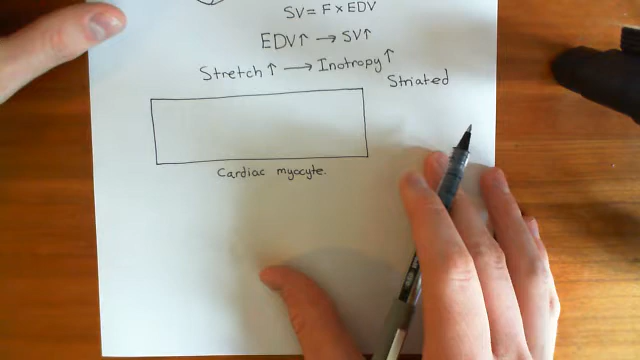 SV = F × EDV
EDV↑ → SV↑
Stretch ↑ → Inotropy ↑
Striated
Cardiac myocyte.